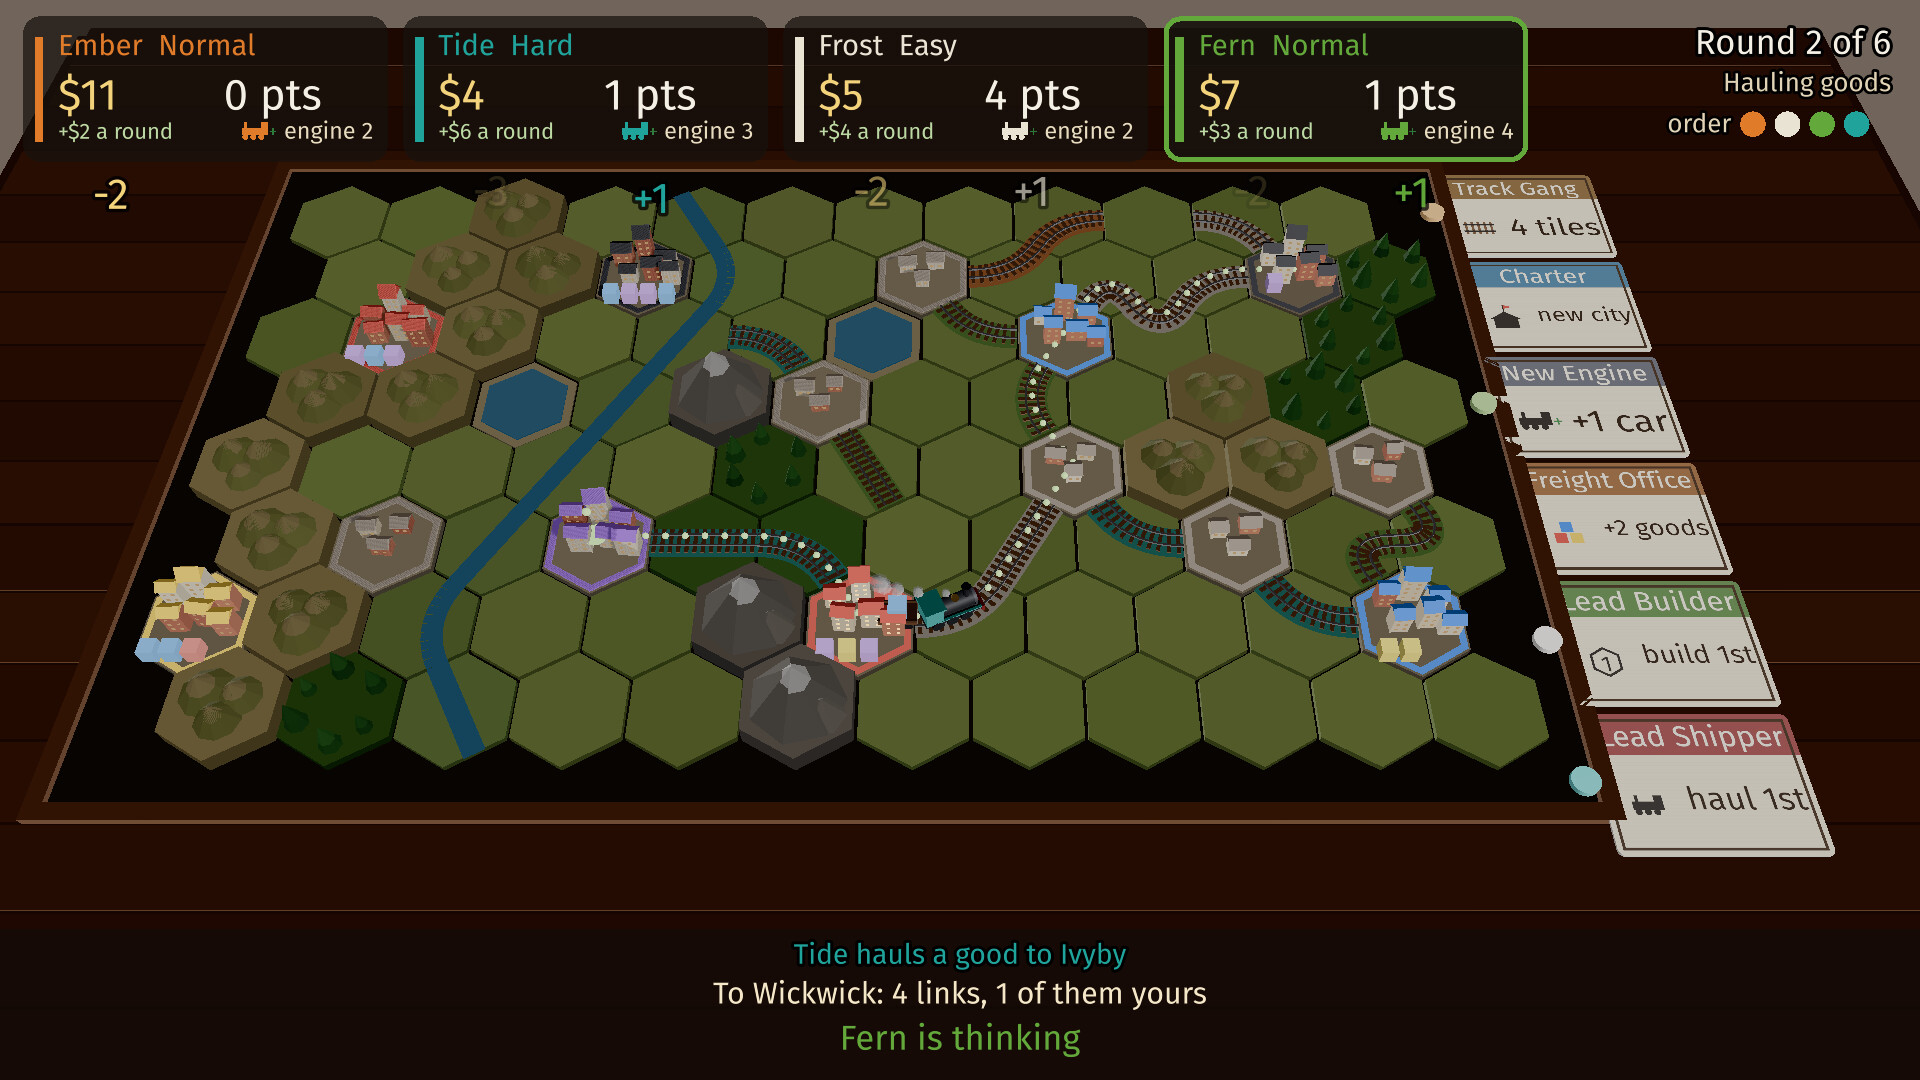 Ember Normal
$11 0 pts
+$2 a round engine 2
Tide Hard
$4 1 pts
+$6 a round engine 3
Frost Easy
$5 4 pts
+$4 a round engine 2
Fern Normal
$7 1 pts
+$3 a round engine 4
Round 2 of 6
Hauling goods
order
-2 -3 +1 -2 +1 -2 +1
Track Gang
4 tiles
Charter
new city
New Engine
+1 car
Freight Office
+2 goods
Lead Builder
1 build 1st
Lead Shipper
haul 1st
Tide hauls a good to Ivyby
To Wickwick: 4 links, 1 of them yours
Fern is thinking